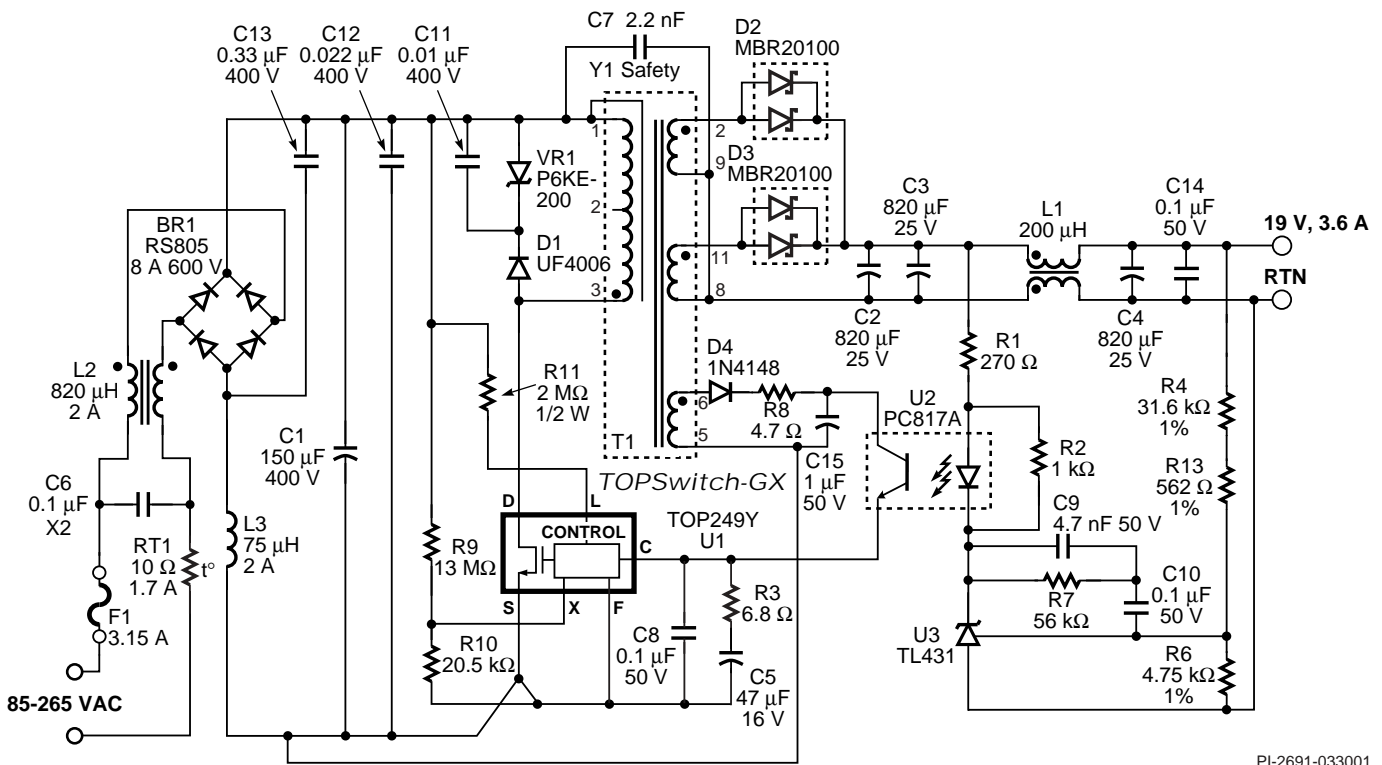 C13
0.33 µF
400 V
C12
0.022 µF
400 V
C11
0.01 µF
400 V
C7 2.2 nF
Y1 Safety
D2
MBR20100
1
2
3
2
9
11
8
6
5
VR1
P6KE-
200
D1
UF4006
D3
MBR20100
C3
820 µF
25 V
L1
200 µH
C14
0.1 µF
50 V
19 V, 3.6 A
RTN
BR1
RS805
8 A 600 V
C2
820 µF
25 V
C4
820 µF
25 V
R1
270 Ω
L2
820 µH
2 A
R11
2 MΩ
1/2 W
D4
1N4148
R8
4.7 Ω
T1
U2
PC817A
R2
1 kΩ
R4
31.6 kΩ
1%
C1
150 µF
400 V
C15
1 µF
50 V
TOPSwitch-GX
R13
562 Ω
1%
C6
0.1 µF
X2
D
L
CONTROL
C
S
X
F
TOP249Y
U1
C9
4.7 nF 50 V
L3
75 µH
2 A
RT1
10 Ω
1.7 A
t°
R9
13 MΩ
R3
6.8 Ω
R7
56 kΩ
C10
0.1 µF
50 V
F1
3.15 A
R10
20.5 kΩ
C8
0.1 µF
50 V
C5
47 µF
16 V
U3
TL431
R6
4.75 kΩ
1%
85-265 VAC
PI-2691-033001